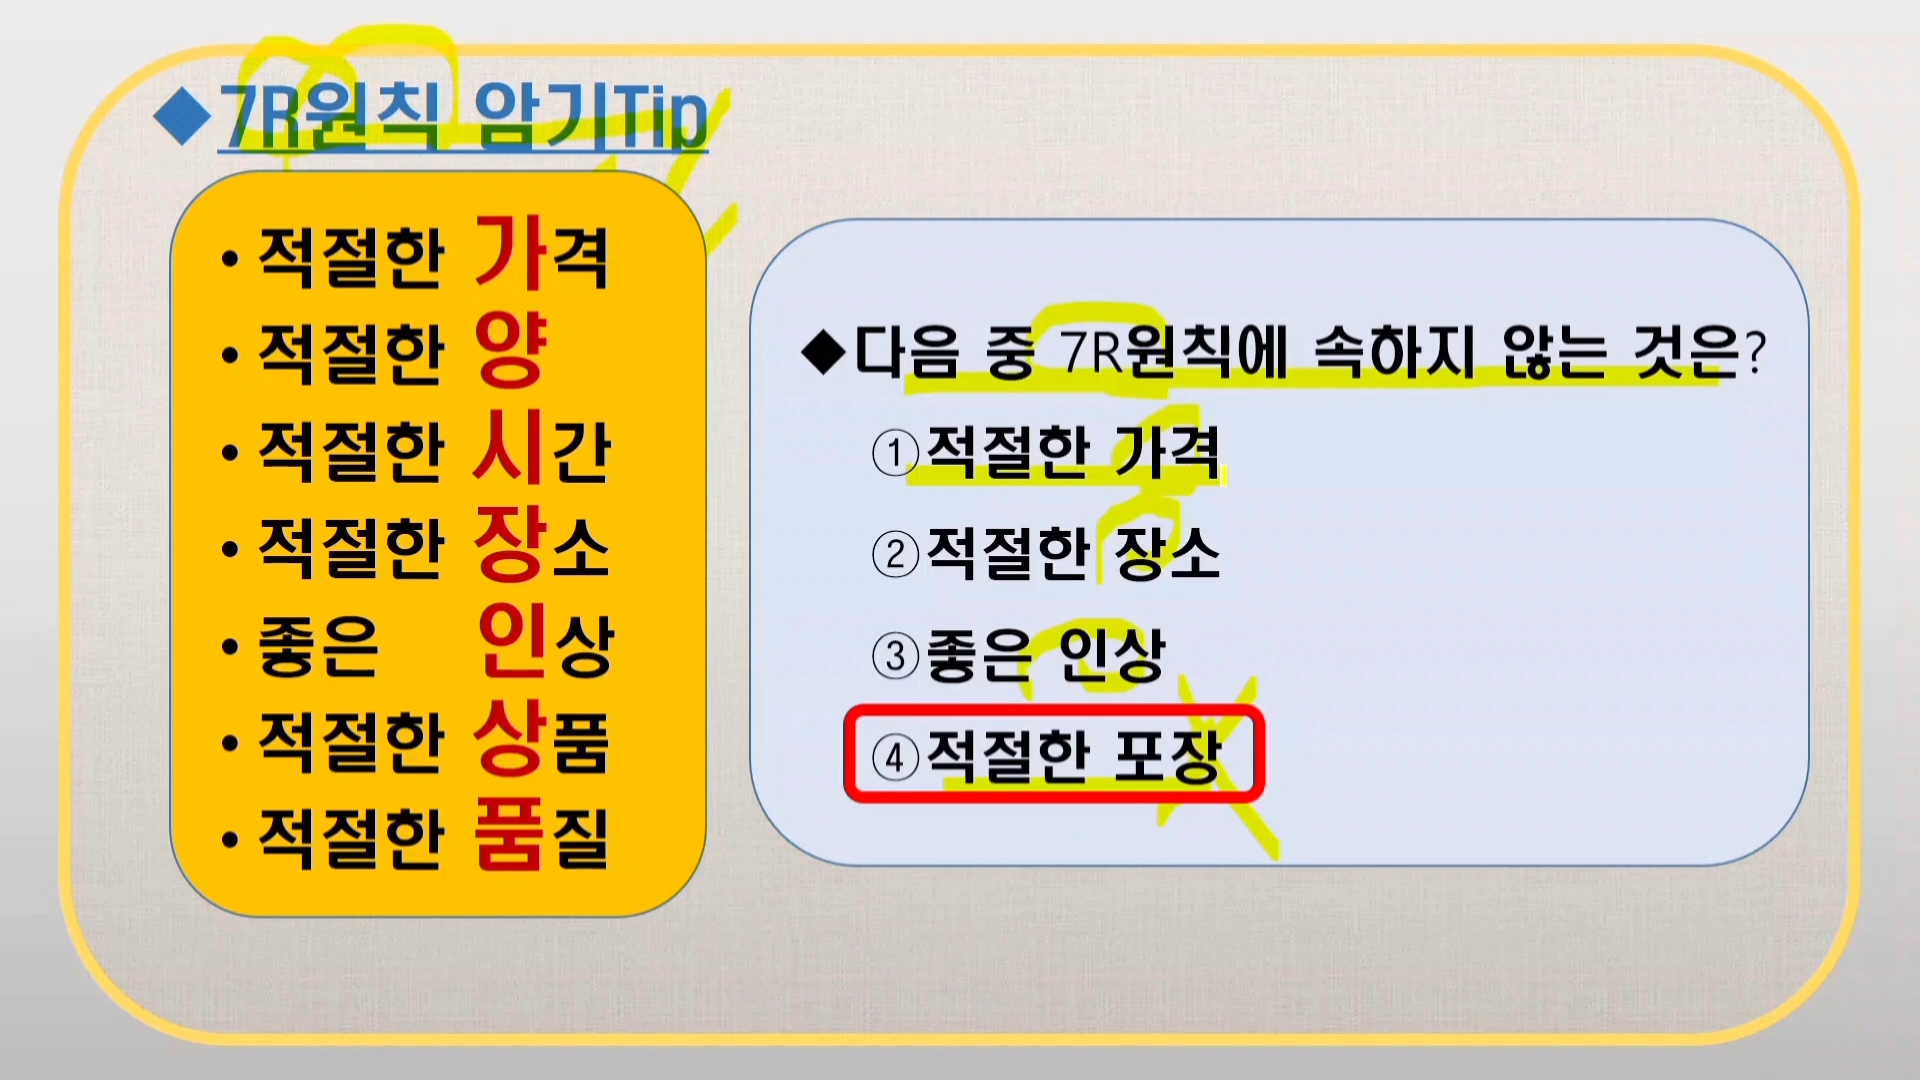 ◆7R원칙 암기Tip
• 적절한 가격
• 적절한 양
• 적절한 시간
• 적절한 장소
• 좋은 인상
• 적절한 상품
• 적절한 품질
◆다음 중 7R원칙에 속하지 않는 것은?
①적절한 가격
②적절한 장소
③좋은 인상
④적절한 포장